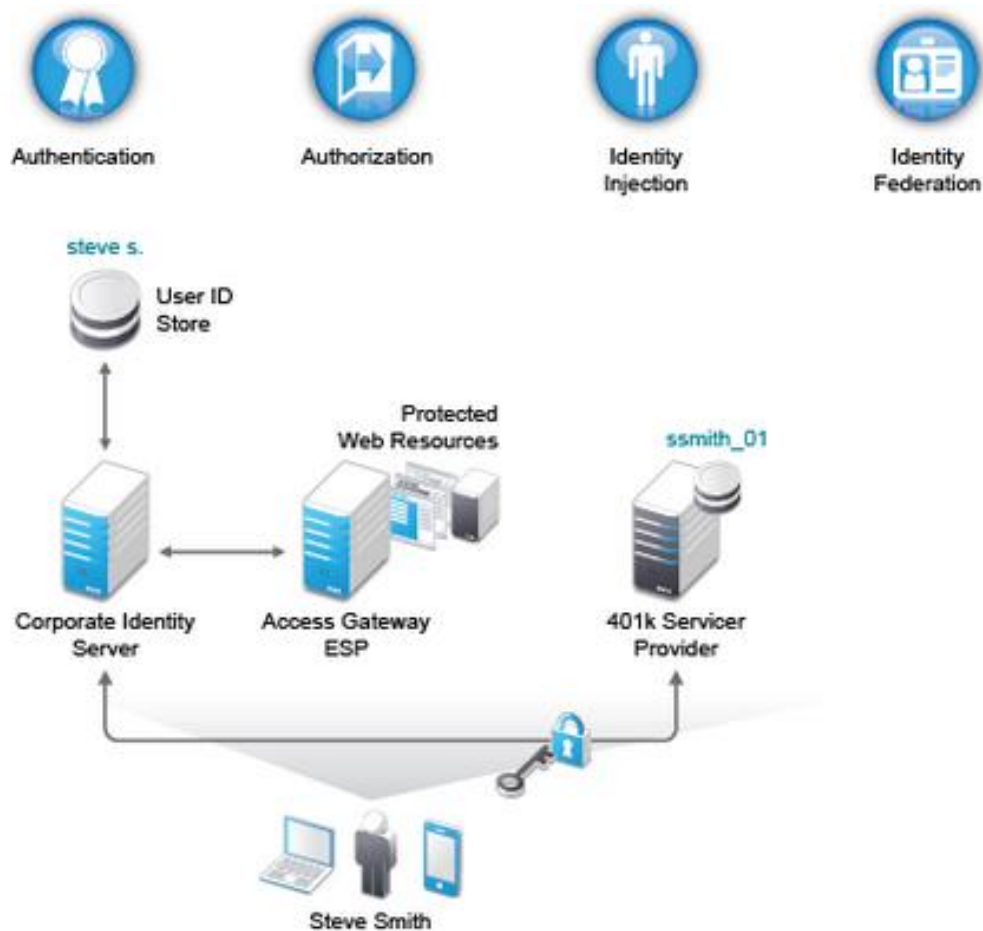 Authentication
Authorization
Identity
Injection
Identity
Federation
steve s.
User ID
Store
Protected
Web Resources
ssmith_01
Corporate Identity
Server
Access Gateway
ESP
401k Servicer
Provider
Steve Smith